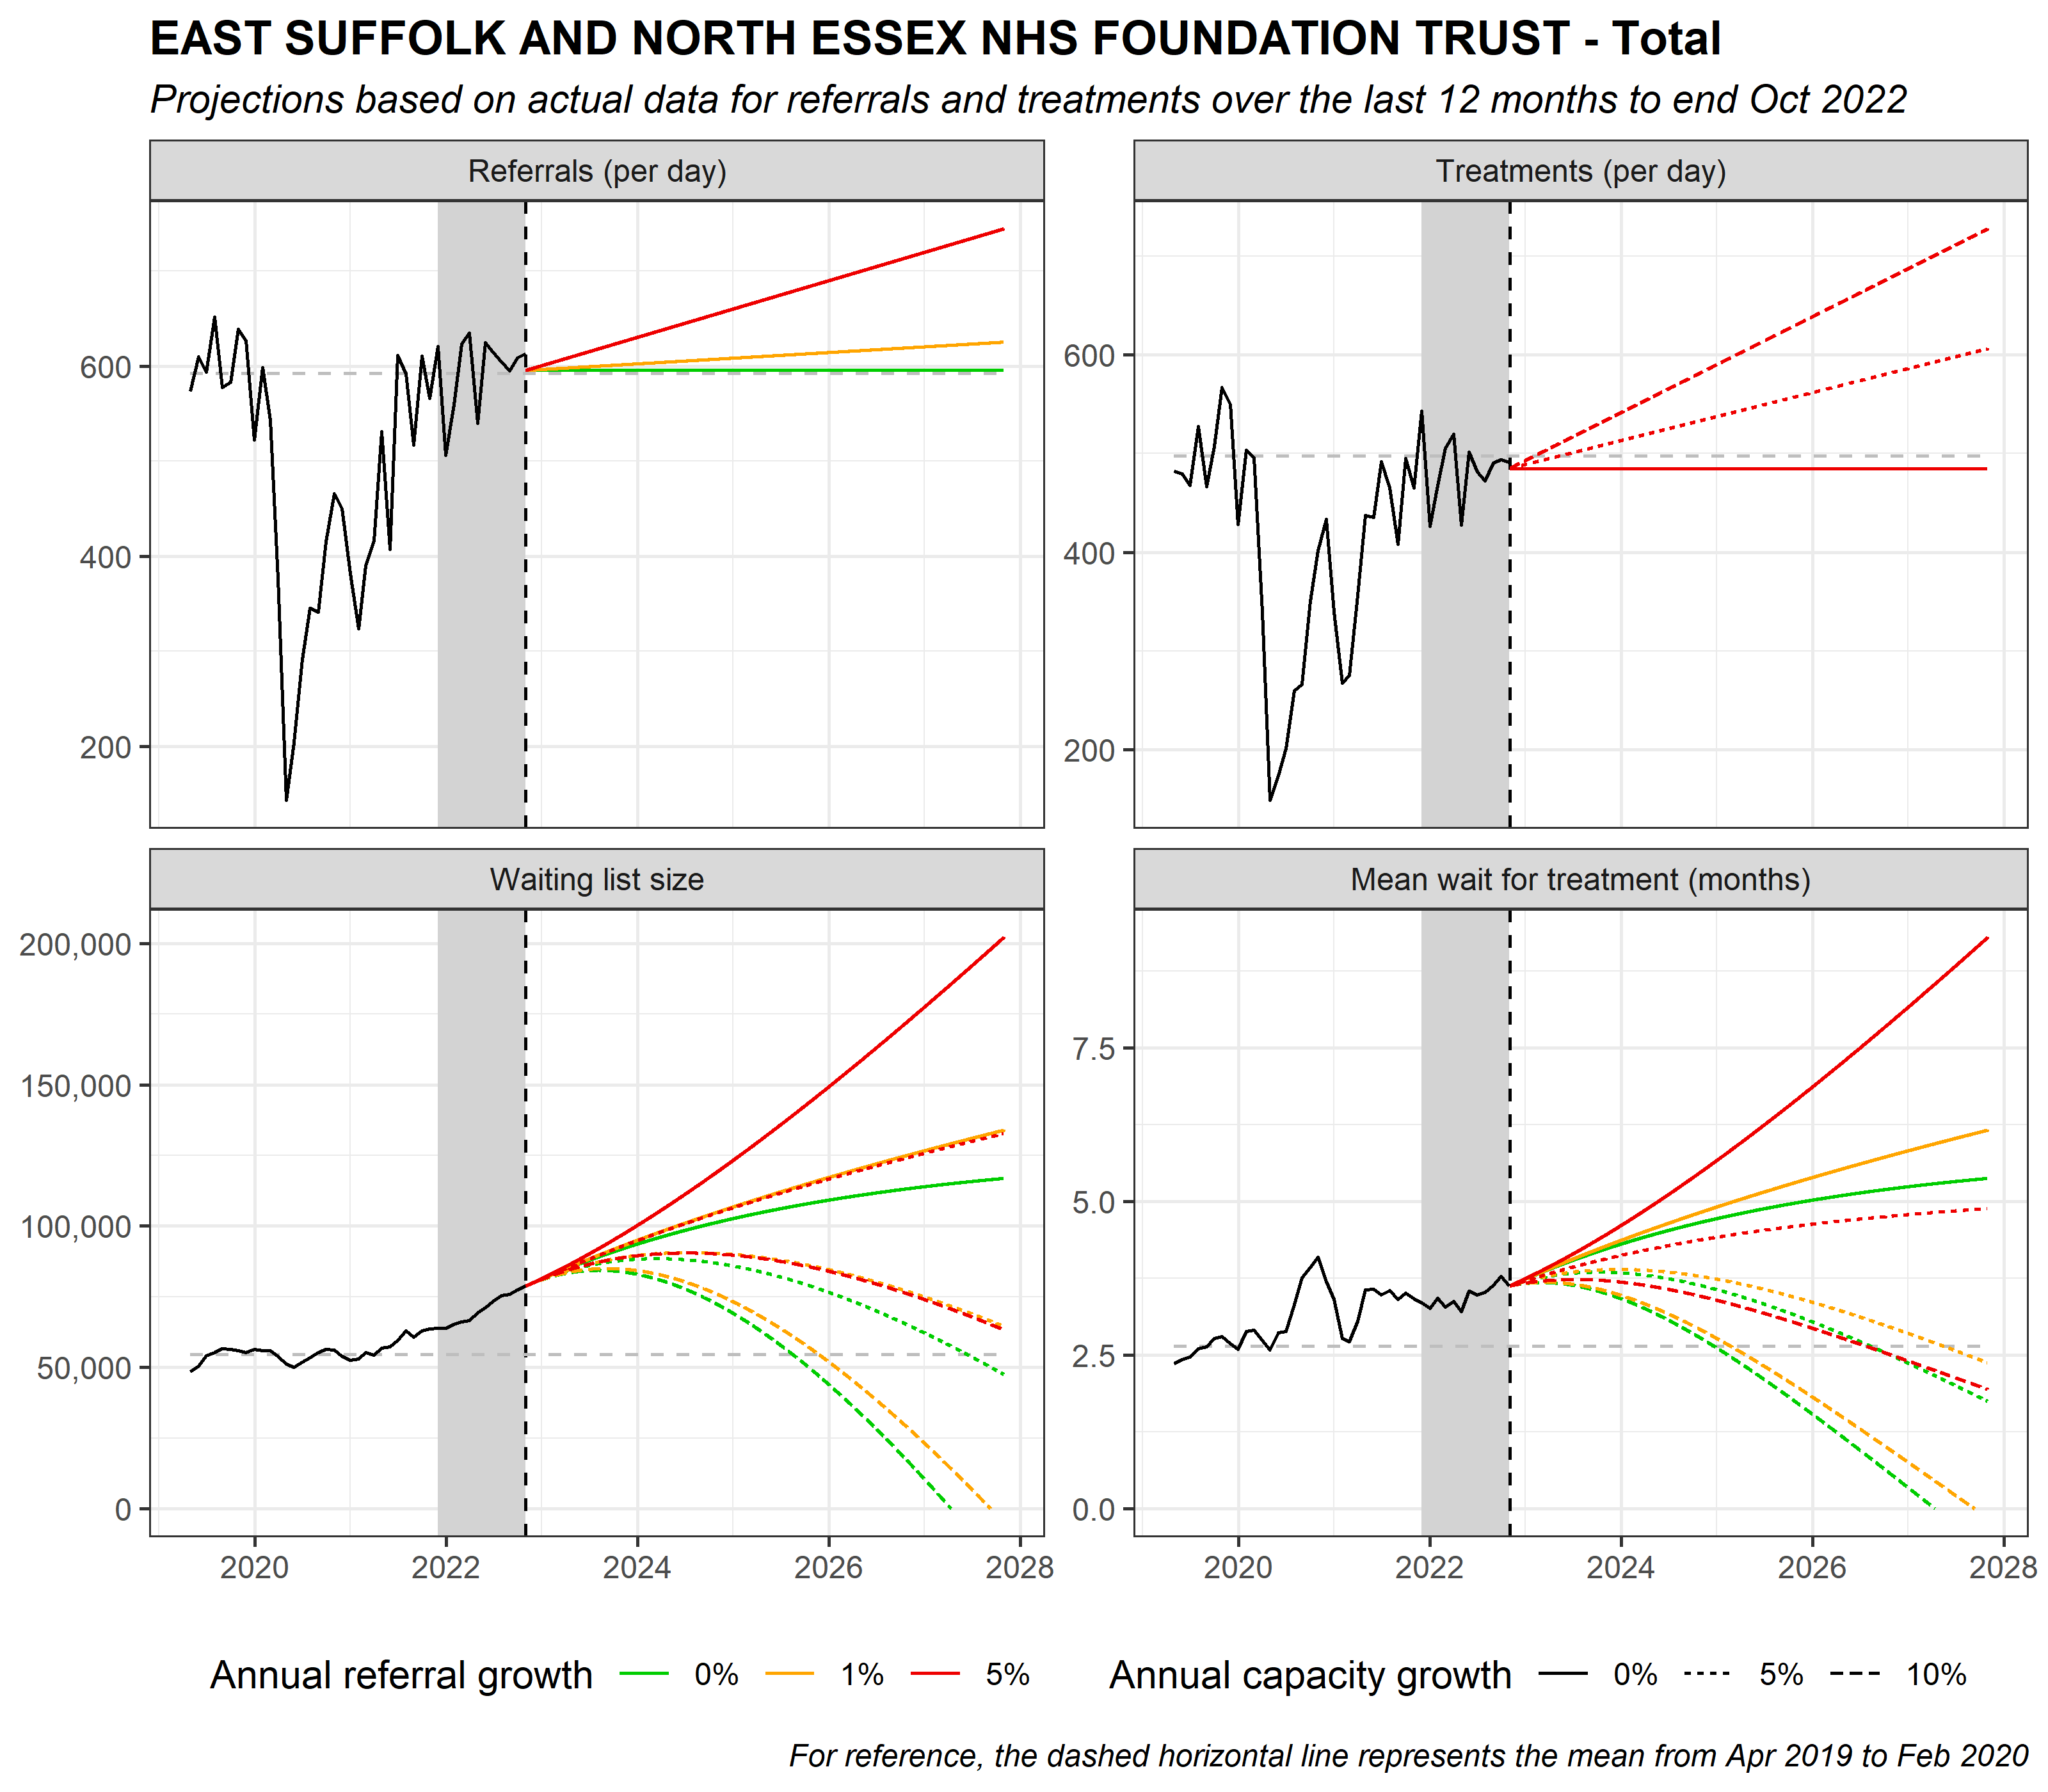 EAST SUFFOLK AND NORTH ESSEX NHS FOUNDATION TRUST - Total
Projections based on actual data for referrals and treatments over the last 12 months to end Oct 2022
Referrals (per day)
600
400
200
Treatments (per day)
600
400
200
Waiting list size
200,000
150,000
100,000
50,000
0
2020 2022 2024 2026 2028
Mean wait for treatment (months)
7.5
5.0
2.5
0.0
2020 2022 2024 2026 2028
Annual referral growth 0% 1% 5%
Annual capacity growth 0% 5% 10%
For reference, the dashed horizontal line represents the mean from Apr 2019 to Feb 2020